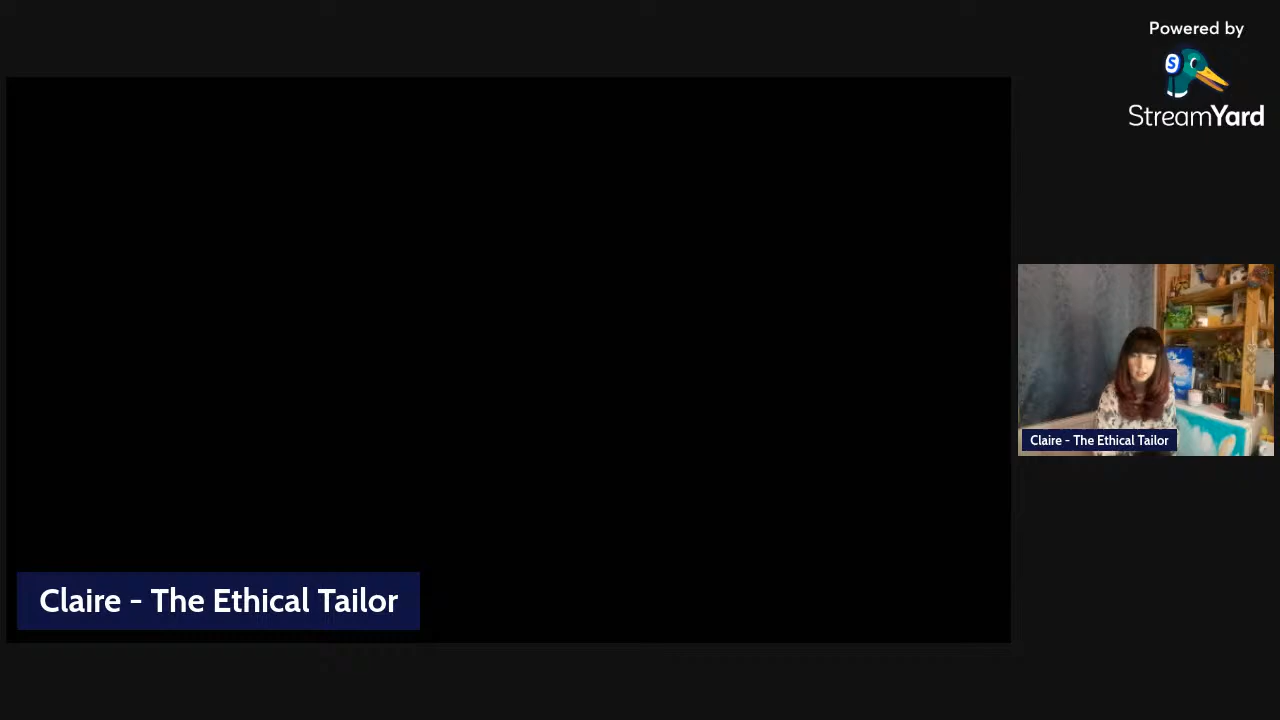 Powered by
S
StreamYard
Claire - The Ethical Tailor
Claire - The Ethical Tailor